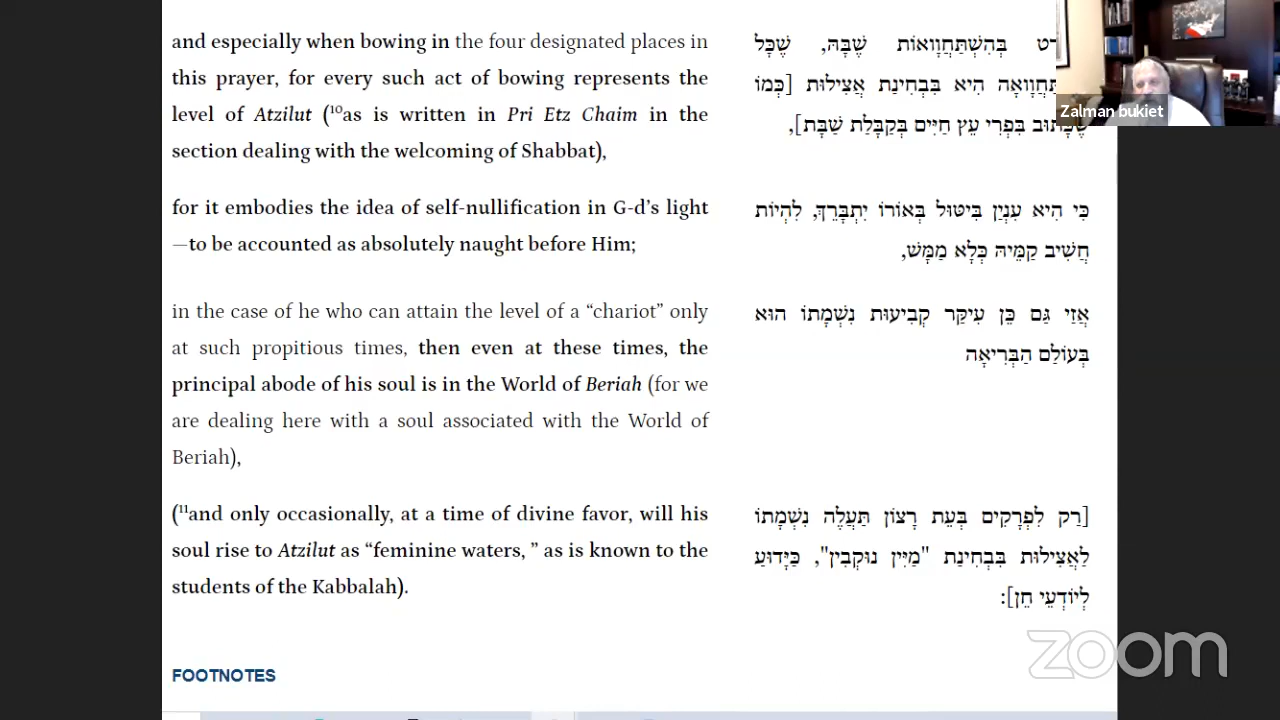 and especially when bowing in the four designated places in
this prayer, for every such act of bowing represents the
level of Atzilut (10as is written in Pri Etz Chaim in the
section dealing with the welcoming of Shabbat),
for it embodies the idea of self-nullification in G-d's light
—to be accounted as absolutely naught before Him;
in the case of he who can attain the level of a “chariot” only
at such propitious times, then even at these times, the
principal abode of his soul is in the World of Beriah (for we
are dealing here with a soul associated with the World of
Beriah),
(11and only occasionally, at a time of divine favor, will his
soul rise to Atzilut as “feminine waters, ” as is known to the
students of the Kabbalah).
FOOTNOTES
בְּהִשְׁתַּחֲוָואוֹת שֶׁבָּהּ, שֶׁכָּל
הִיא בִּבְחִינַת אֲצִילוּת [כְּמוֹ
שֶׁכָּתוּב בִּפְרִי עֵץ חַיִּים בְּקַבָּלַת שַׁבָּת],
כִּי הִיא עִנְיַן בִּיטּוּל בְּאוֹרוֹ יִתְבָּרֵךְ, לִהְיוֹת
חֲשִׁיב קַמֵּיהּ כְּלָא מַמָּשׁ,
אֲזַי גַּם כֵּן עִיקַּר קְבִיעוּת נִשְׁמָתוֹ הוּא
בְּעוֹלַם הַבְּרִיאָה
[רַק לִפְרָקִים בְּעֵת רָצוֹן תַּעֲלֶה נִשְׁמָתוֹ
לַאֲצִילוּת בִּבְחִינַת "מַיִּין נוּקְבִין", כַּיָּדוּעַ
לְיוֹדְעֵי חֵן]:
Zalman bukiet
zoom